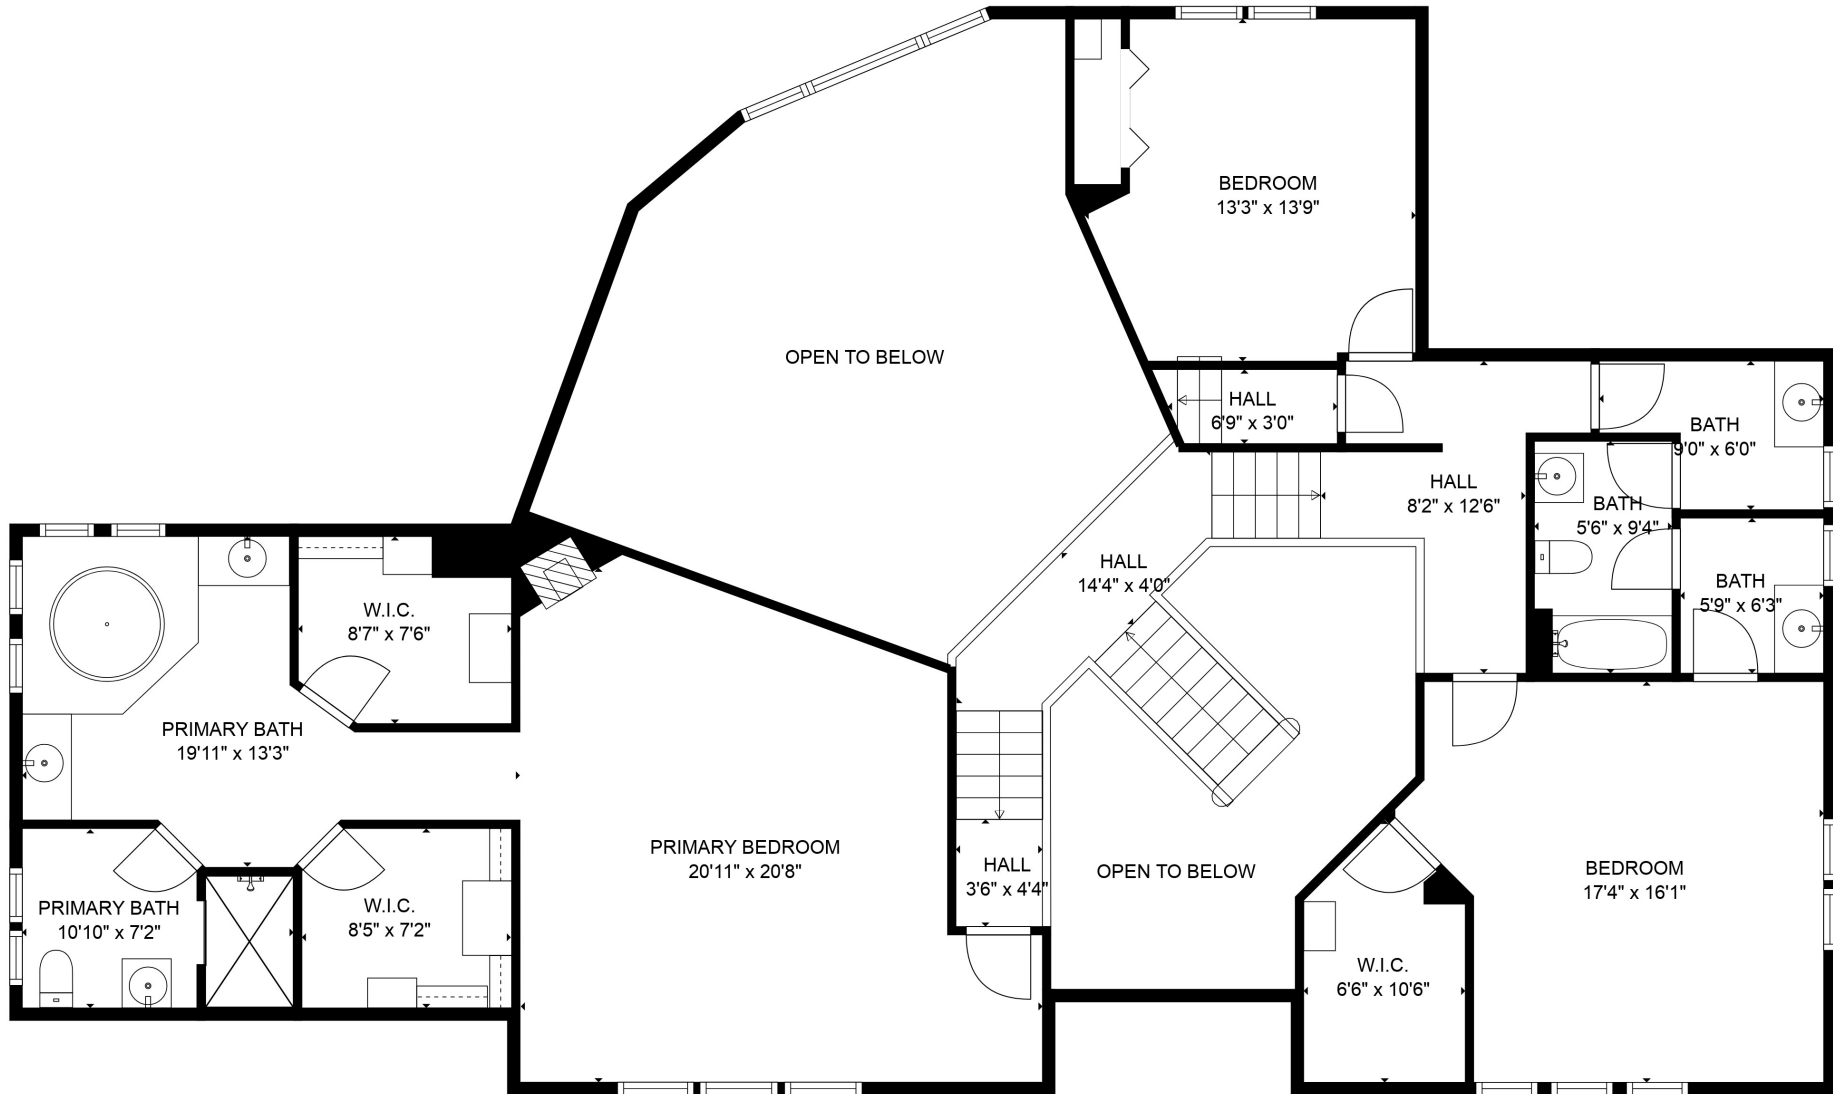 BEDROOM
13'3" x 13'9"
OPEN TO BELOW
HALL
6'9" x 3'0"
BATH
9'0" x 6'0"
HALL
8'2" x 12'6"
BATH
5'6" x 9'4"
HALL
14'4" x 4'0"
BATH
5'9" x 6'3"
W.I.C.
8'7" x 7'6"
PRIMARY BATH
19'11" x 13'3"
PRIMARY BEDROOM
20'11" x 20'8"
HALL
3'6" x 4'4"
OPEN TO BELOW
BEDROOM
17'4" x 16'1"
PRIMARY BATH
10'10" x 7'2"
W.I.C.
8'5" x 7'2"
W.I.C.
6'6" x 10'6"